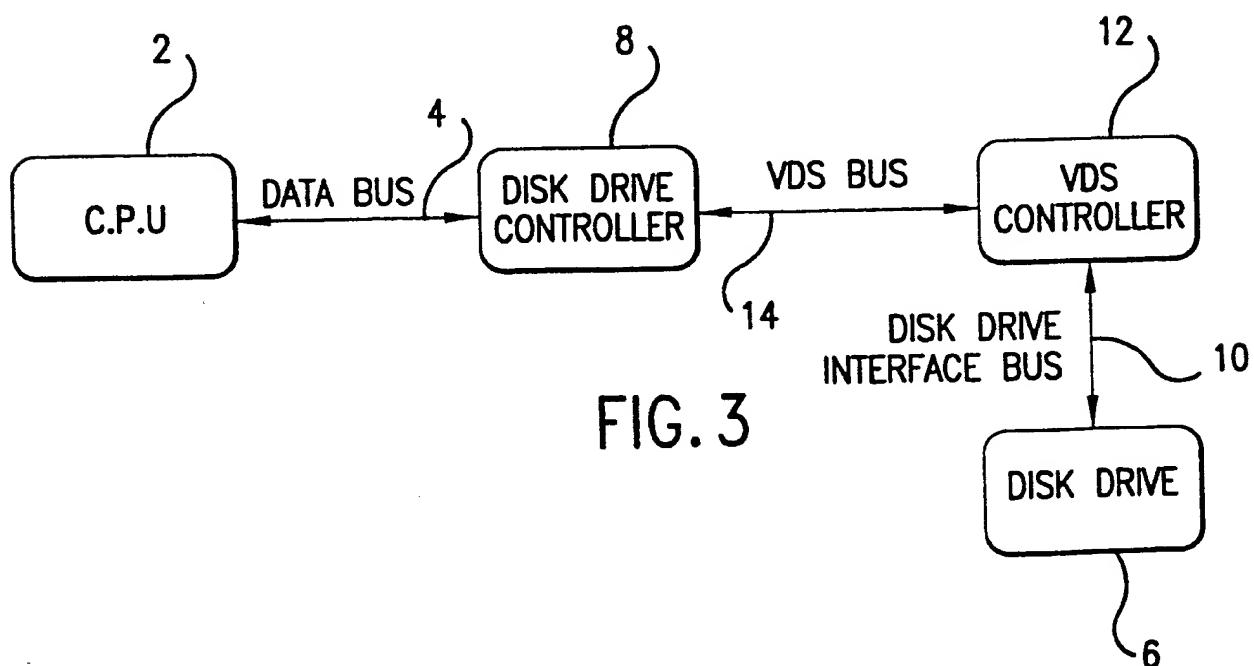 2
8
12
4
C.P.U
DATA BUS
DISK DRIVE
CONTROLLER
VDS BUS
VDS
CONTROLLER
14
DISK DRIVE
INTERFACE BUS
10
FIG. 3
DISK DRIVE
6